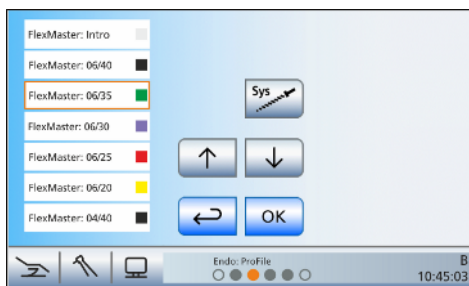 FlexMaster: Intro
FlexMaster: 06/40
FlexMaster: 06/35
FlexMaster: 06/30
FlexMaster: 06/25
FlexMaster: 06/20
FlexMaster: 04/40
Sys
OK
Endo: ProFile
B
10:45:03